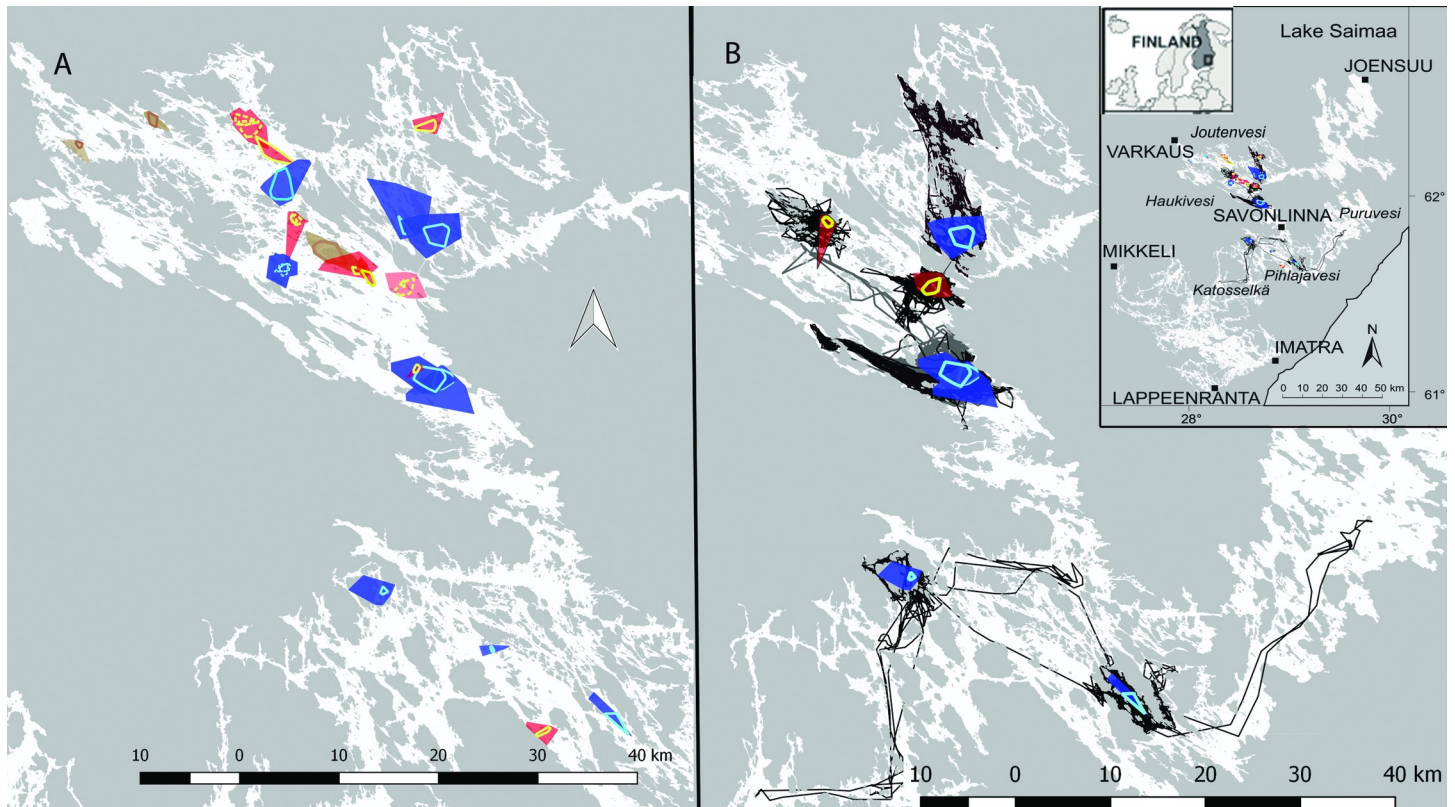 A
10 0 10 20 30 40 km
B
10 0 10 20 30 40 km
FINLAND
Lake Saimaa
JOENSUU
Joutenvesi
VARKAUS
62°
Haukivesi
SAVONLINNA
Puruvesi
MIKKELI
Pihlajavesi
Katosselkä
N
IMATRA
0 10 20 30 40 50 km
LAPPEENRANTA
61°
28°
30°